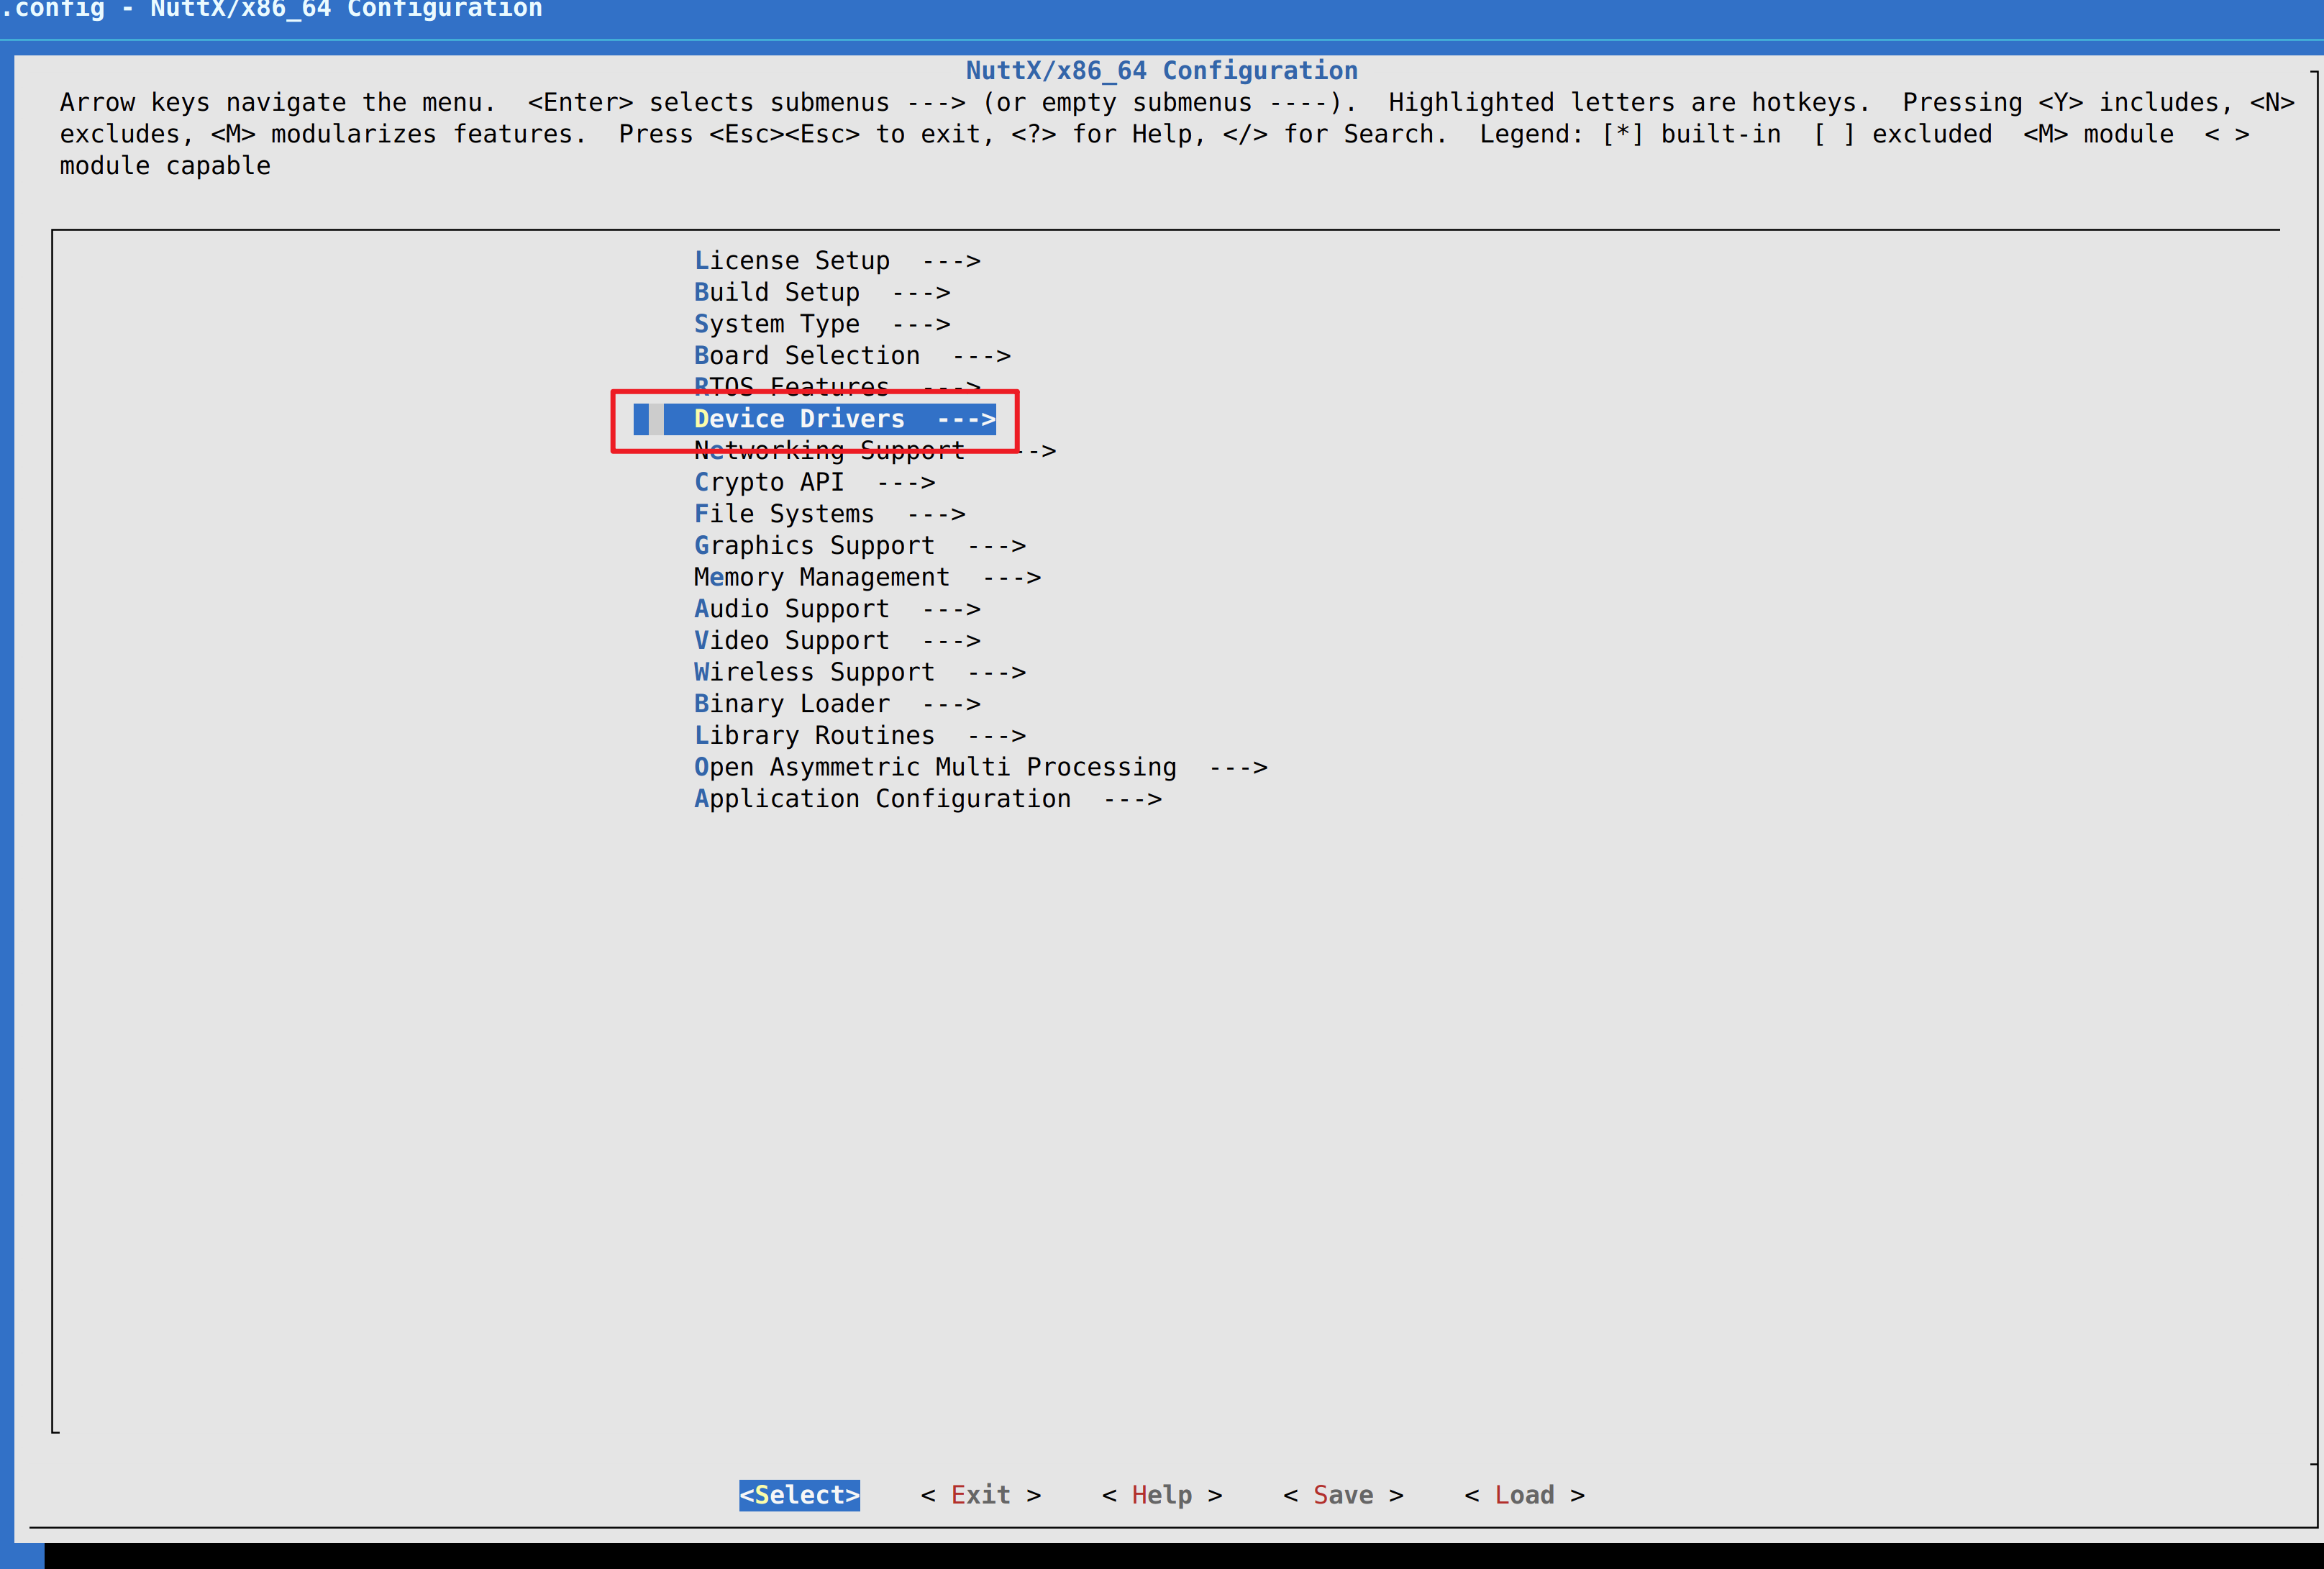 .config - NuttX/x86_64 Configuration
NuttX/x86_64 Configuration
Arrow keys navigate the menu.  <Enter> selects submenus ---> (or empty submenus ----).  Highlighted letters are hotkeys.  Pressing <Y> includes, <N>
excludes, <M> modularizes features.  Press <Esc><Esc> to exit, <?> for Help, </> for Search.  Legend: [*] built-in  [ ] excluded  <M> module  < >
module capable
License Setup  --->
Build Setup  --->
System Type  --->
Board Selection  --->
RTOS Features  --->
Device Drivers  --->
Networking Support  --->
Crypto API  --->
File Systems  --->
Graphics Support  --->
Memory Management  --->
Audio Support  --->
Video Support  --->
Wireless Support  --->
Binary Loader  --->
Library Routines  --->
Open Asymmetric Multi Processing  --->
Application Configuration  --->
<Select>    < Exit >    < Help >    < Save >    < Load >